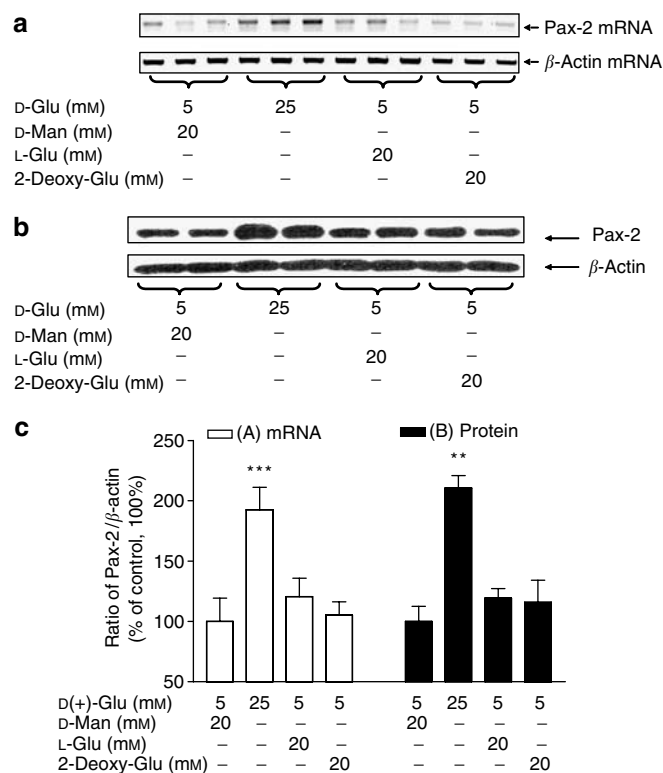 a
Pax-2 mRNA
β-Actin mRNA
D-Glu (mM) 5 25 5 5
D-Man (mM) 20 – – –
L-Glu (mM) – – 20 –
2-Deoxy-Glu (mM) – – – 20
b
Pax-2
β-Actin
D-Glu (mM) 5 25 5 5
D-Man (mM) 20 – – –
L-Glu (mM) – – 20 –
2-Deoxy-Glu (mM) – – – 20
c
(A) mRNA (B) Protein
Ratio of Pax-2/β-actin
(% of control, 100%)
250
200
150
100
50
*** **
D(+)-Glu (mM) 5 25 5 5 5 25 5 5
D-Man (mM) 20 – – – 20 – – –
L-Glu (mM) – – 20 – – – 20 –
2-Deoxy-Glu (mM) – – – 20 – – – 20